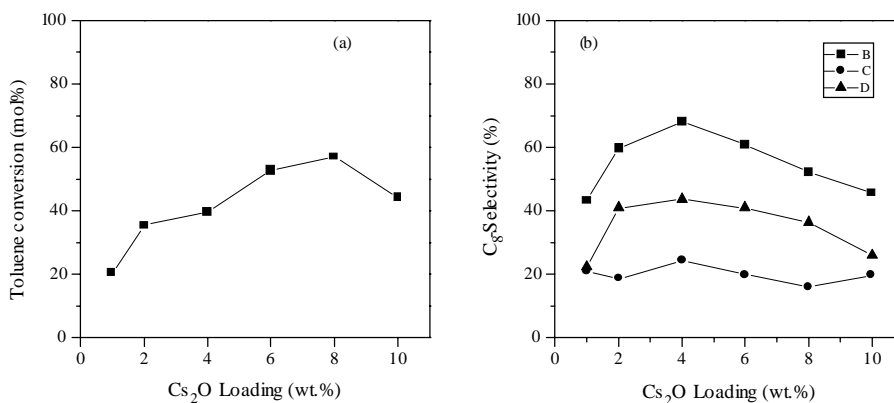 100
80
60
40
20
0
Toluene conversion (mol%)
(a)
0 2 4 6 8 10
Cs₂O Loading (wt.%)
100
80
60
40
20
0
C₈-Selectivity (%)
(b)
B
C
D
0 2 4 6 8 10
Cs₂O Loading (wt.%)